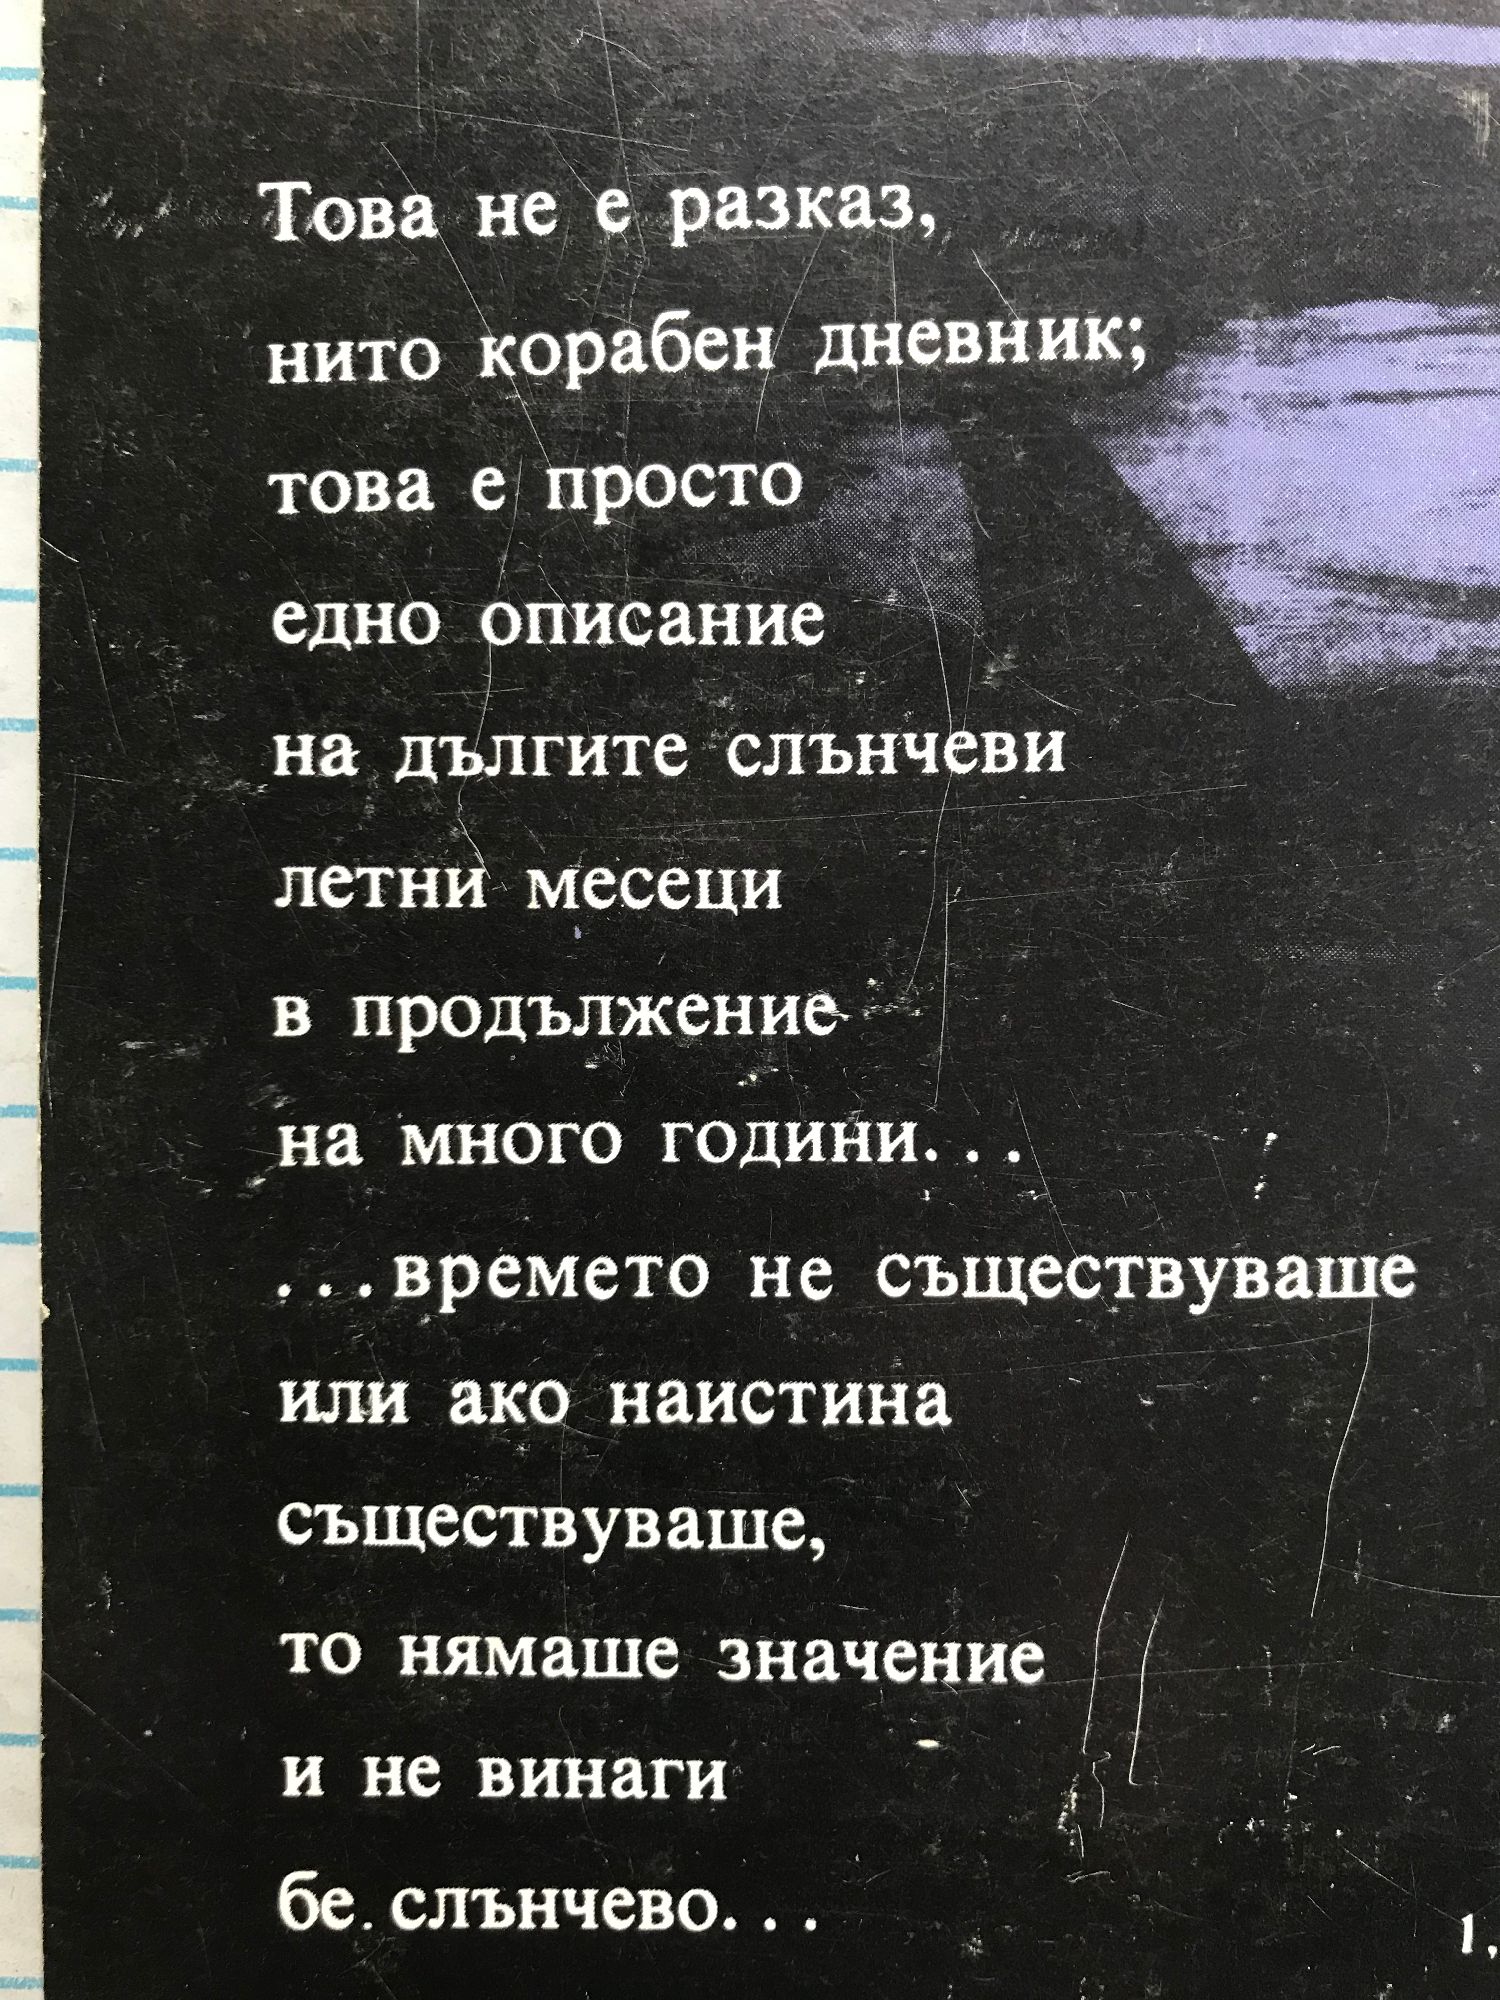 Това не е разказ,
нито корабен дневник;
това е просто
едно описание
на дългите слънчеви
летни месеци
в продължение
на много години...
...времето не съществуваше
или ако наистина
съществуваше,
то нямаше значение
и не винаги
бе слънчево...
1,